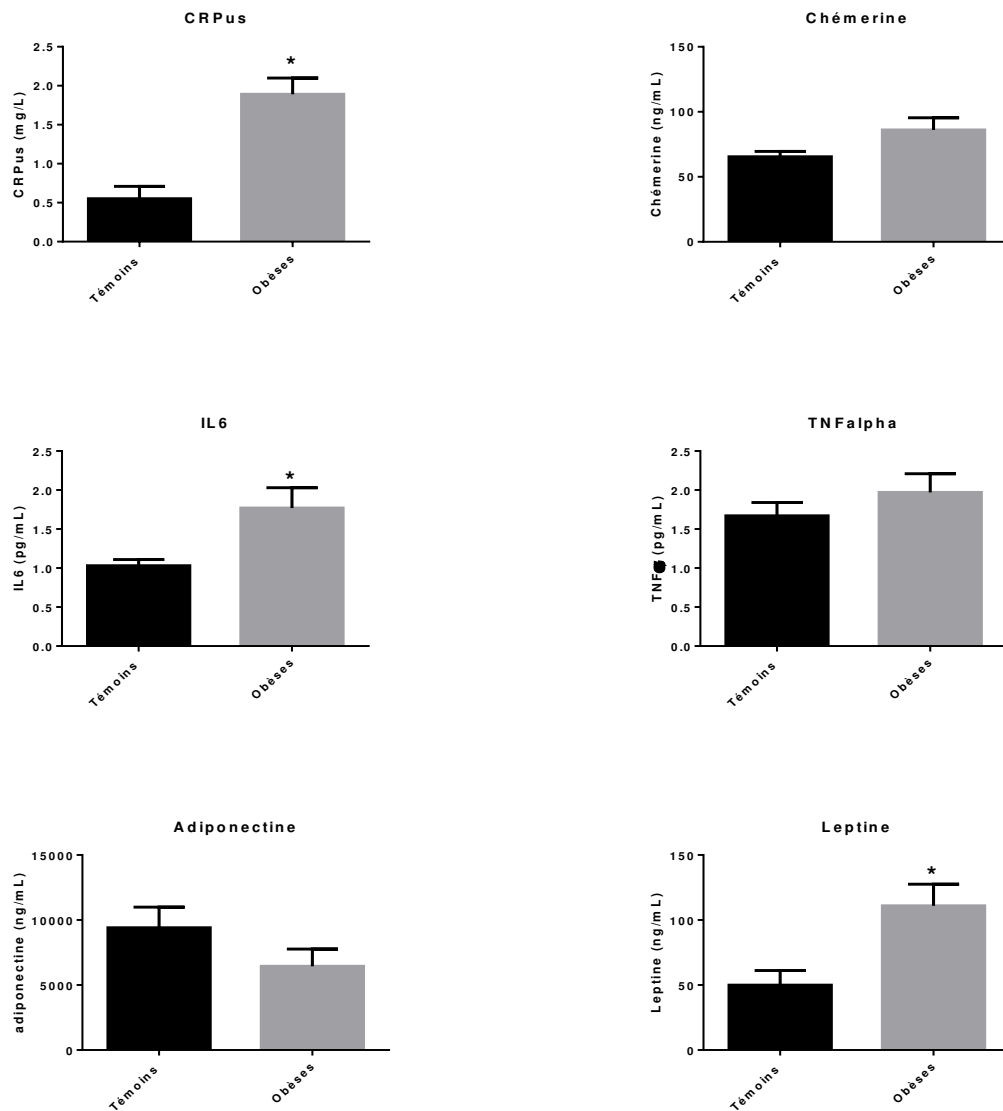 CRPus
CRPus (mg/L)
2.5
2.0
1.5
1.0
0.5
0.0
*
Témoins
Obèses
Chémerine
Chémerine (ng/mL)
150
100
50
0
Témoins
Obèses
IL6
IL6 (pg/mL)
2.5
2.0
1.5
1.0
0.5
0.0
*
Témoins
Obèses
TNFalpha
TNF (pg/mL)
2.5
2.0
1.5
1.0
0.5
0.0
Témoins
Obèses
Adiponectine
adiponectine (ng/mL)
15000
10000
5000
0
Témoins
Obèses
Leptine
Leptine (ng/mL)
150
100
50
0
*
Témoins
Obèses